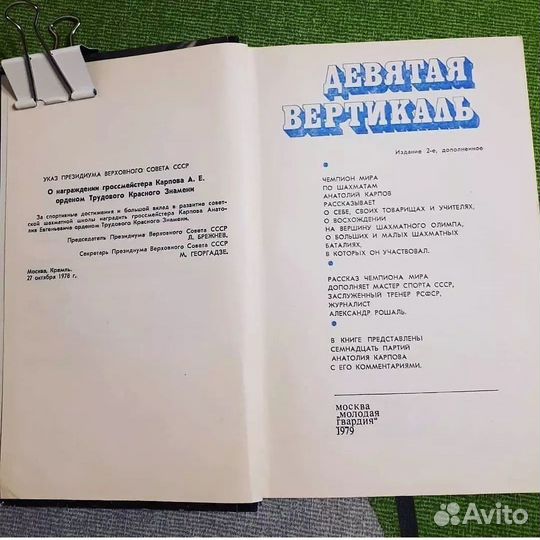 УКАЗ ПРЕЗИДИУМА ВЕРХОВНОГО СОВЕТА СССР
О награждении гроссмейстера Карпова А. Е.
орденом Трудового Красного Знамени
За спортивные достижения и большой вклад в развитие совет-
ской шахматной школы наградить гроссмейстера Карпова Анато-
лия Евгеньевича орденом Трудового Красного Знамени.
Председатель Президиума Верховного Совета СССР
Л. БРЕЖНЕВ.
Секретарь Президиума Верховного Совета СССР
М. ГЕОРГАДЗЕ.
Москва, Кремль.
27 октября 1978 г.
ДЕВЯТАЯ
ВЕРТИКАЛЬ
Издание 2-е, дополненное
ЧЕМПИОН МИРА
ПО ШАХМАТАМ
АНАТОЛИЙ КАРПОВ
РАССКАЗЫВАЕТ
О СЕБЕ, СВОИХ ТОВАРИЩАХ И УЧИТЕЛЯХ,
О ВОСХОЖДЕНИИ
НА ВЕРШИНУ ШАХМАТНОГО ОЛИМПА,
О БОЛЬШИХ И МАЛЫХ ШАХМАТНЫХ
БАТАЛИЯХ,
В КОТОРЫХ ОН УЧАСТВОВАЛ.
РАССКАЗ ЧЕМПИОНА МИРА
ДОПОЛНЯЕТ МАСТЕР СПОРТА СССР,
ЗАСЛУЖЕННЫЙ ТРЕНЕР РСФСР,
ЖУРНАЛИСТ
АЛЕКСАНДР РОШАЛЬ.
В КНИГЕ ПРЕДСТАВЛЕНЫ
СЕМНАДЦАТЬ ПАРТИЙ
АНАТОЛИЯ КАРПОВА
С ЕГО КОММЕНТАРИЯМИ.
МОСКВА
"МОЛОДАЯ
ГВАРДИЯ"
1979
Avito